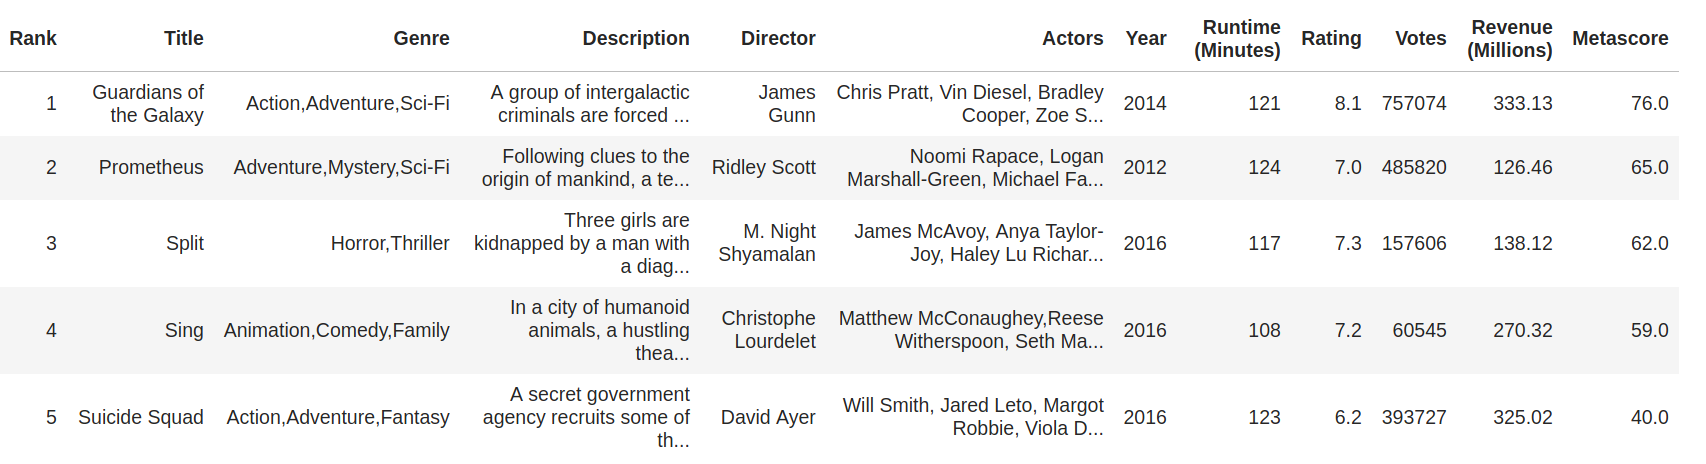 Rank Title Genre Description Director Actors Year Runtime (Minutes) Rating Votes Revenue (Millions) Metascore
1 Guardians of the Galaxy Action,Adventure,Sci-Fi A group of intergalactic criminals are forced ... James Gunn Chris Pratt, Vin Diesel, Bradley Cooper, Zoe S... 2014 121 8.1 757074 333.13 76.0
2 Prometheus Adventure,Mystery,Sci-Fi Following clues to the origin of mankind, a te... Ridley Scott Noomi Rapace, Logan Marshall-Green, Michael Fa... 2012 124 7.0 485820 126.46 65.0
3 Split Horror,Thriller Three girls are kidnapped by a man with a diag... M. Night Shyamalan James McAvoy, Anya Taylor-Joy, Haley Lu Richar... 2016 117 7.3 157606 138.12 62.0
4 Sing Animation,Comedy,Family In a city of humanoid animals, a hustling thea... Christophe Lourdelet Matthew McConaughey,Reese Witherspoon, Seth Ma... 2016 108 7.2 60545 270.32 59.0
5 Suicide Squad Action,Adventure,Fantasy A secret government agency recruits some of th... David Ayer Will Smith, Jared Leto, Margot Robbie, Viola D... 2016 123 6.2 393727 325.02 40.0